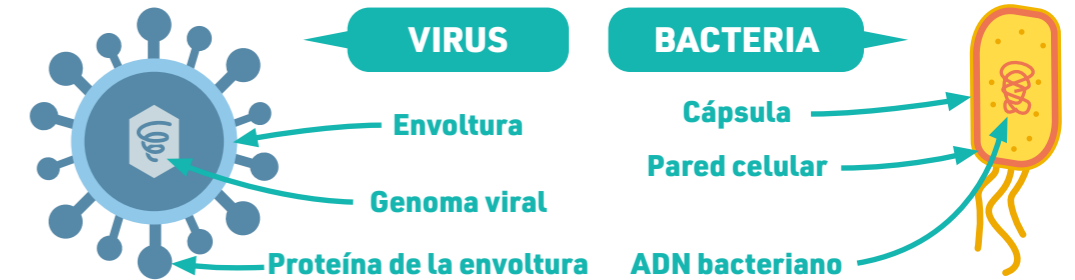 VIRUS
Envoltura
Genoma viral
Proteína de la envoltura
BACTERIA
Cápsula
Pared celular
ADN bacteriano